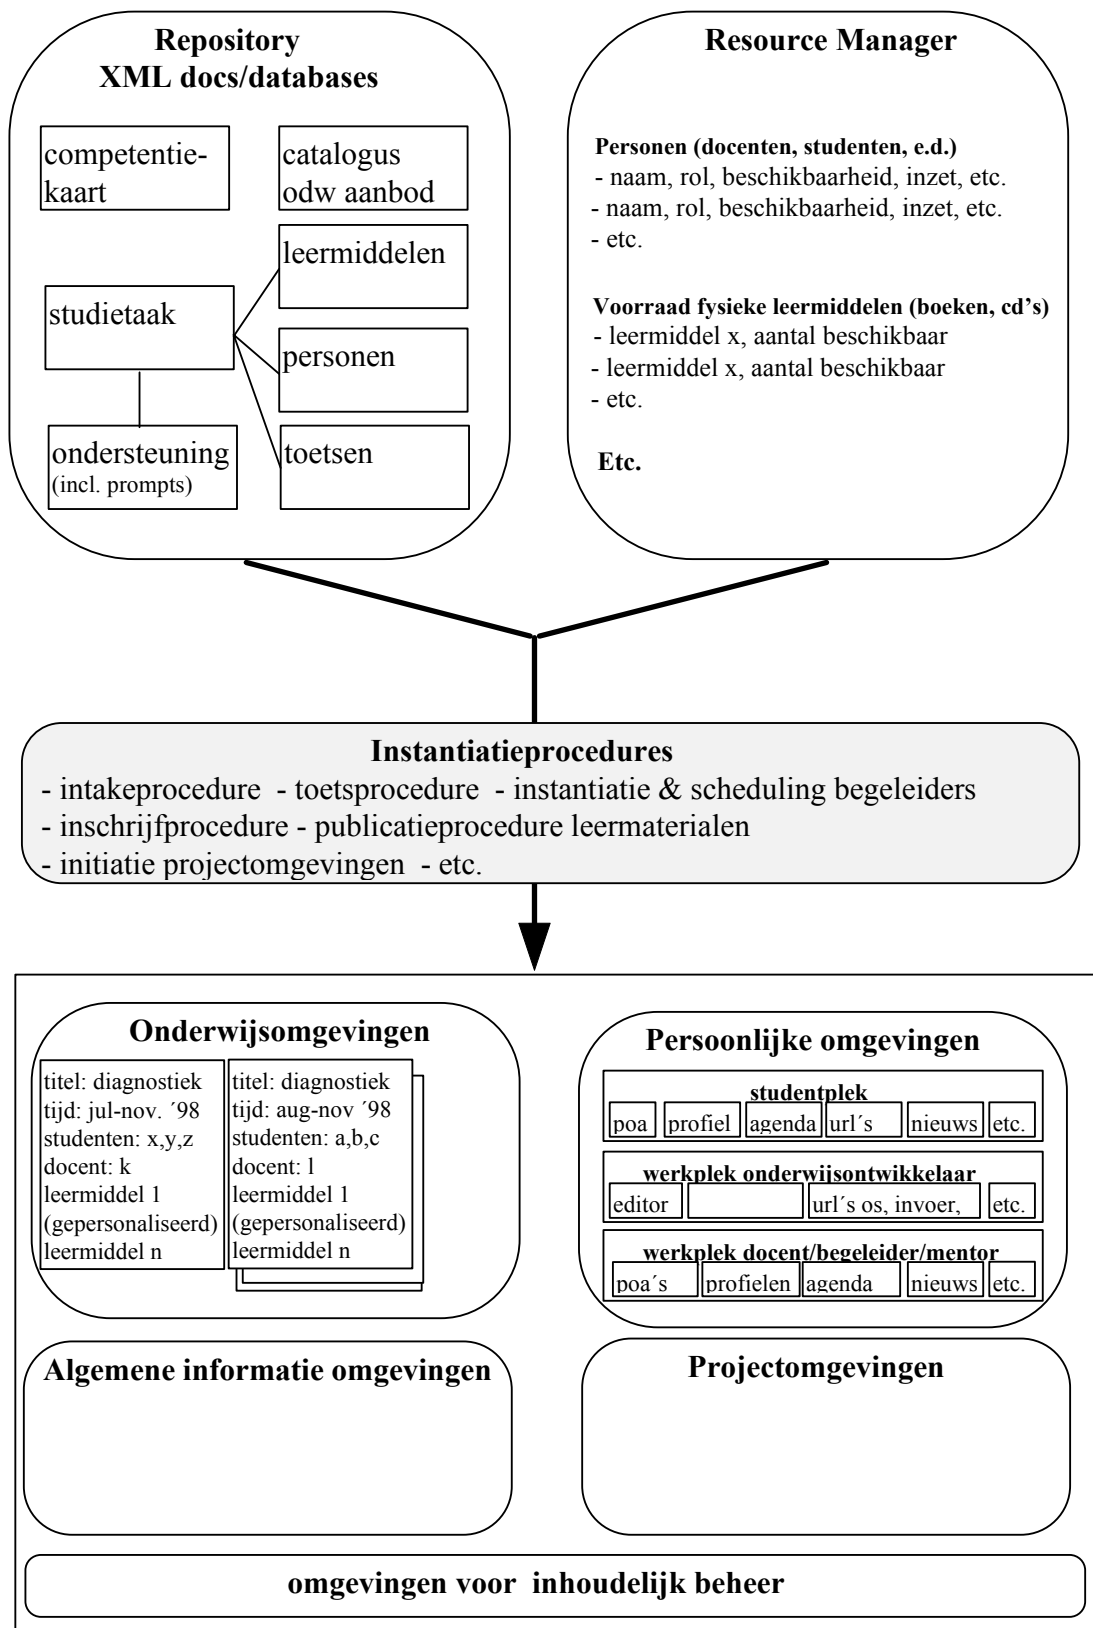 Repository
XML docs/databases
competentie-
kaart
catalogus
odw aanbod
leermiddelen
studietaak
personen
ondersteuning
(incl. prompts)
toetsen
Resource Manager
Personen (docenten, studenten, e.d.)
- naam, rol, beschikbaarheid, inzet, etc.
- naam, rol, beschikbaarheid, inzet, etc.
- etc.
Voorraad fysieke leermiddelen (boeken, cd's)
- leermiddel x, aantal beschikbaar
- leermiddel x, aantal beschikbaar
- etc.
Etc.
Instantiatieprocedures
- intakeprocedure - toetsprocedure - instantiatie & scheduling begeleiders
- inschrijfprocedure - publicatieprocedure leermaterialen
- initiatie projectomgevingen - etc.
Onderwijsomgevingen
titel: diagnostiek
tijd: jul-nov. ´98
studenten: x,y,z
docent: k
leermiddel 1
(gepersonaliseerd)
leermiddel n
titel: diagnostiek
tijd: aug-nov ´98
studenten: a,b,c
docent: l
leermiddel 1
(gepersonaliseerd)
leermiddel n
Persoonlijke omgevingen
studentplek
poa profiel agenda url´s nieuws etc.
werkplek onderwijsontwikkelaar
editor url´s os, invoer, etc.
werkplek docent/begeleider/mentor
poa´s profielen agenda nieuws etc.
Algemene informatie omgevingen
Projectomgevingen
omgevingen voor inhoudelijk beheer